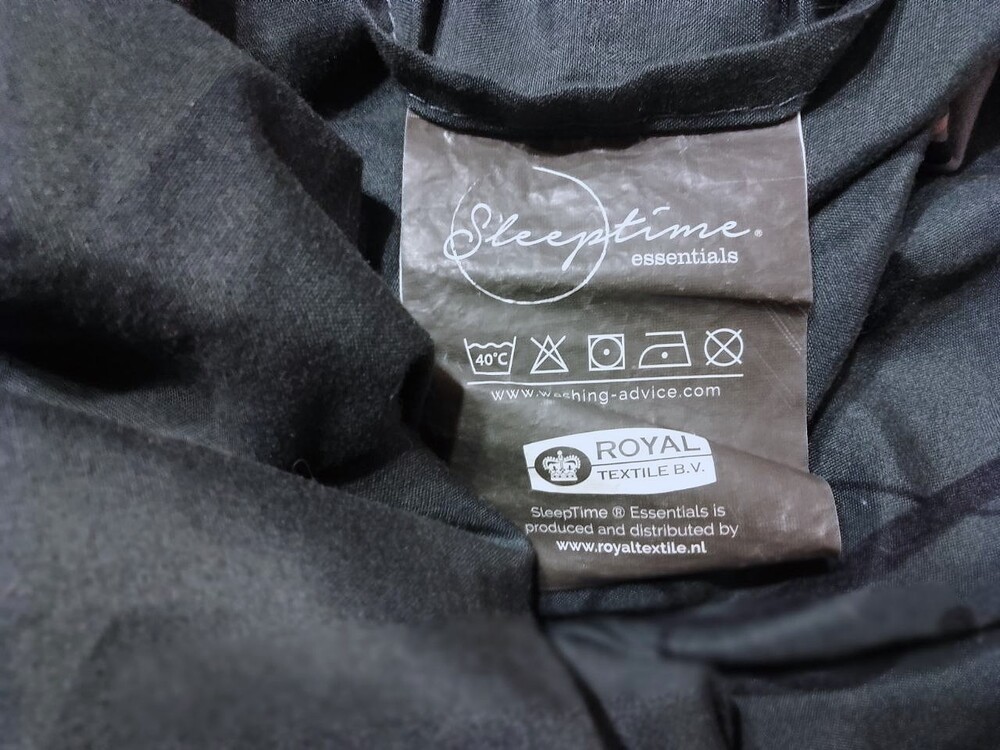 Sleeptime®
essentials
40°C
www.washing-advice.com
ROYAL
TEXTILE B.V.
SleepTime ® Essentials is
produced and distributed by
www.royaltextile.nl